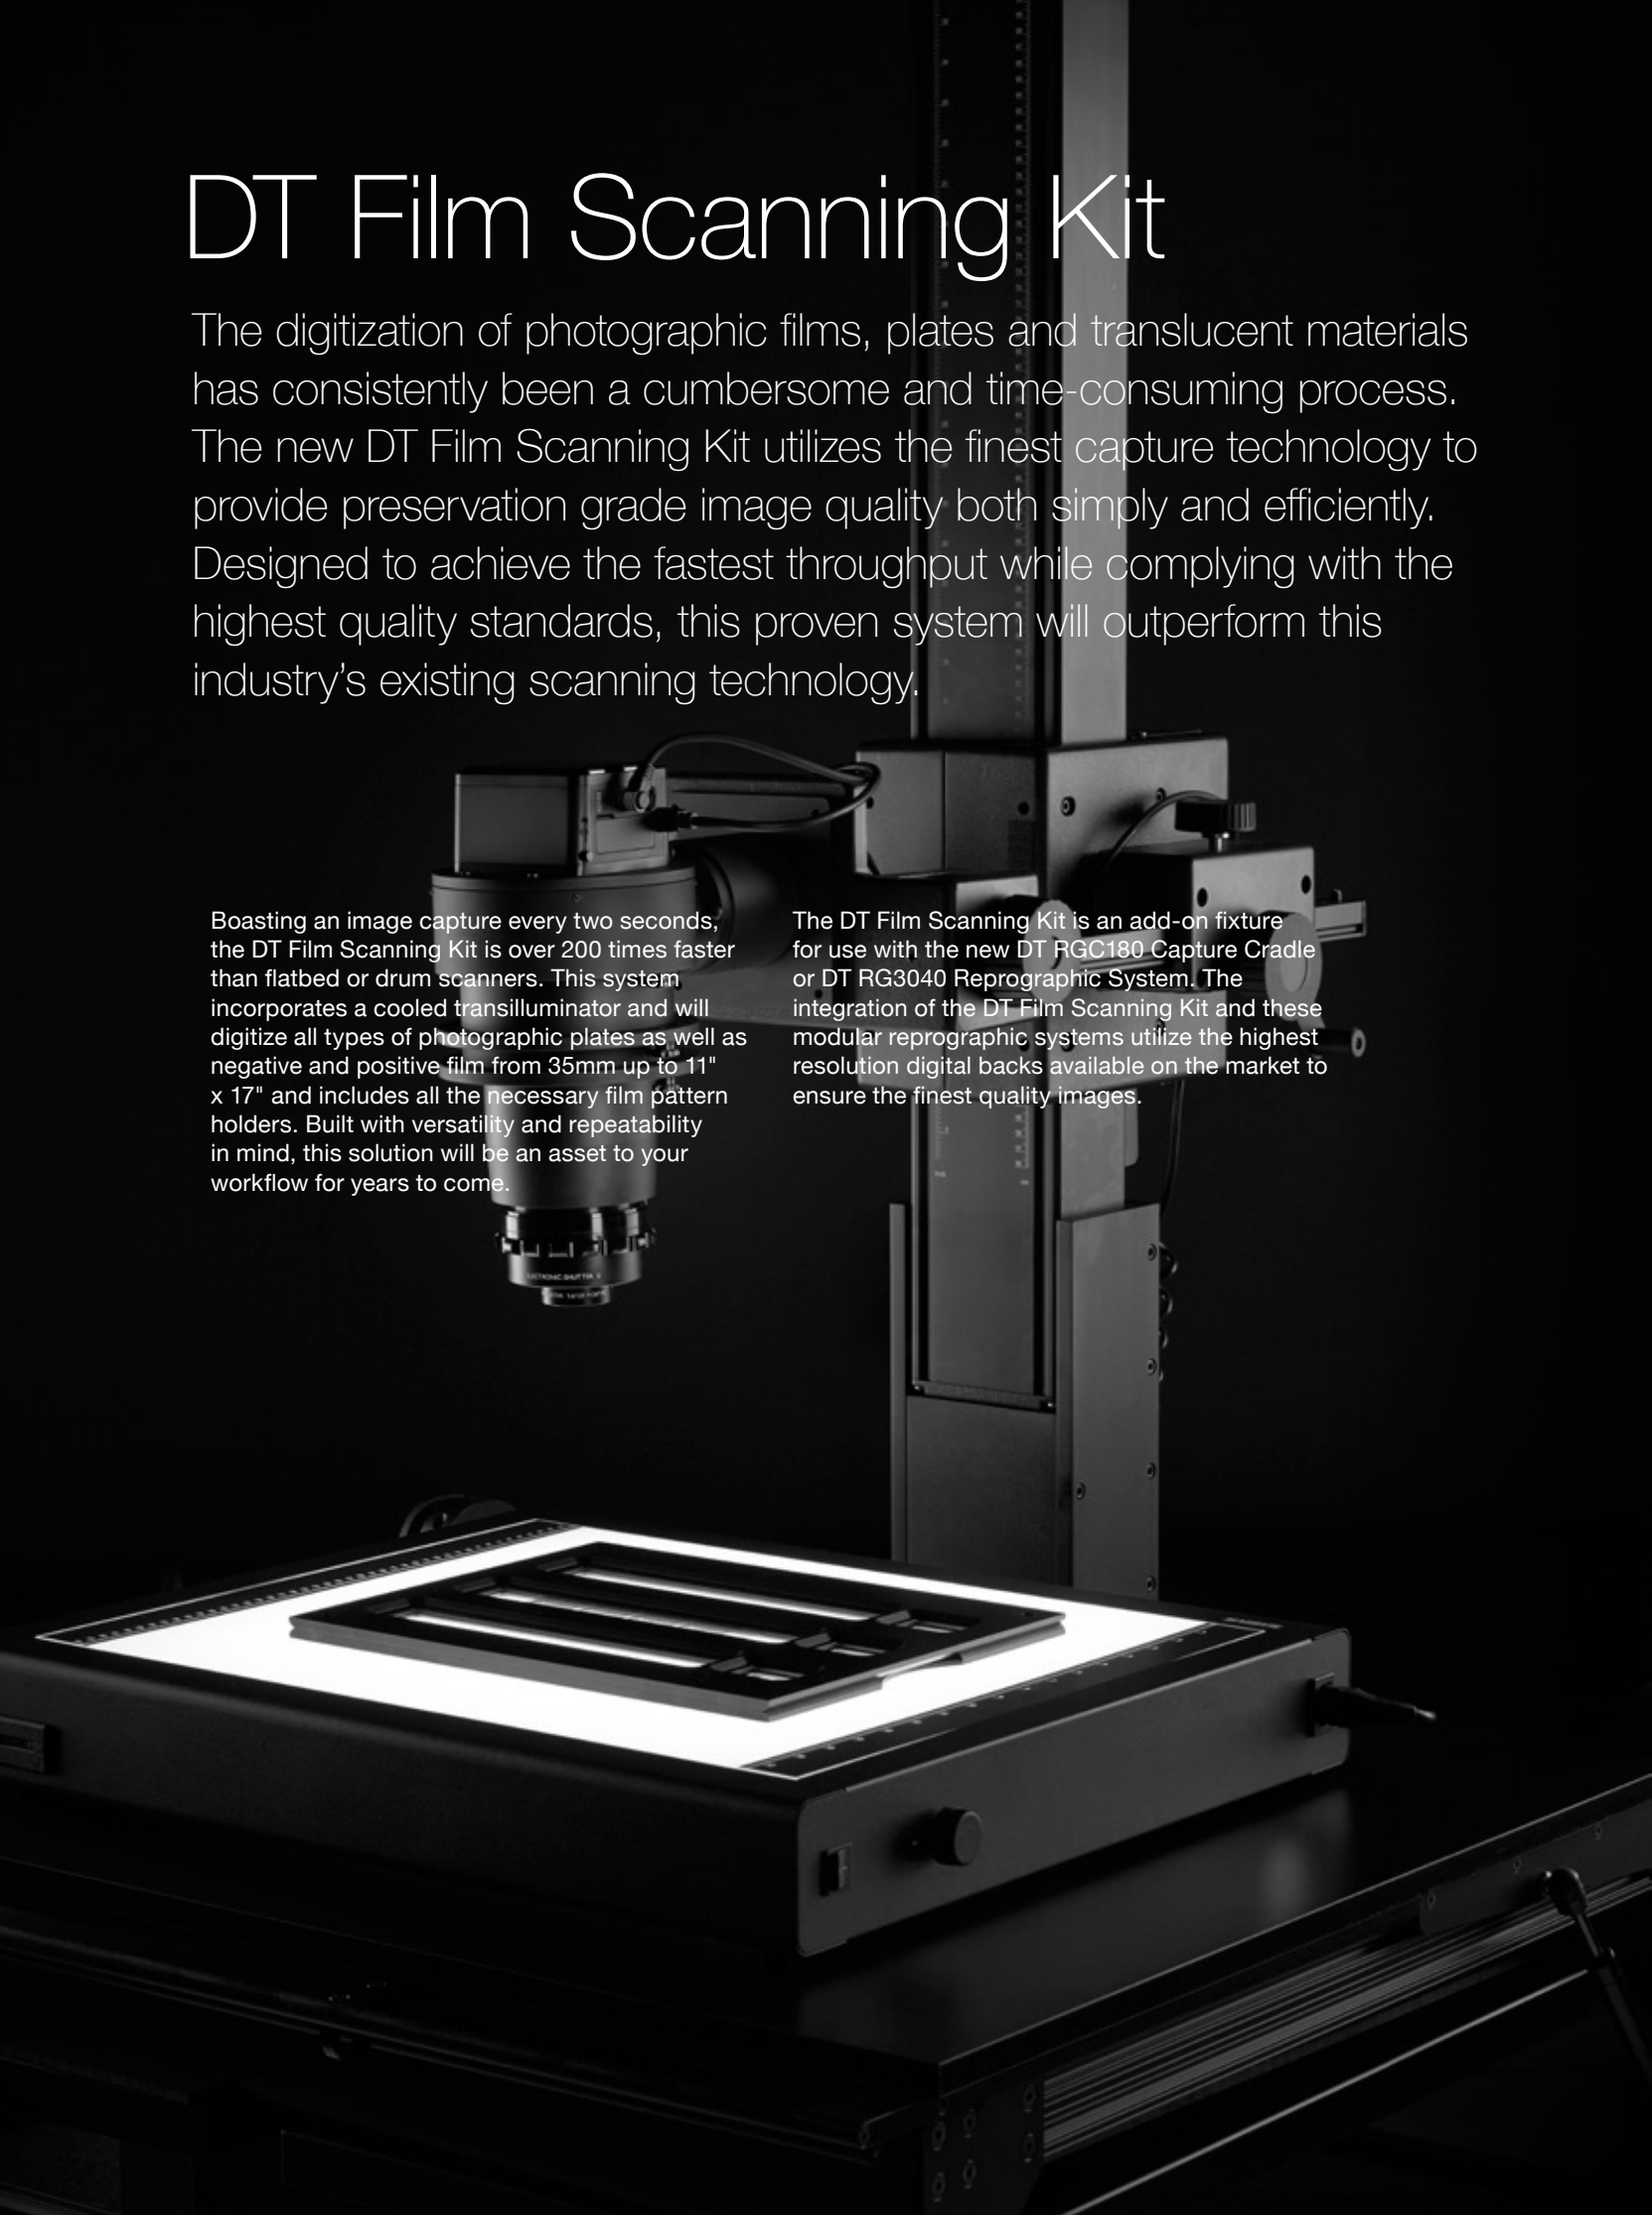 DT Film Scanning Kit
The digitization of photographic films, plates and translucent materials
has consistently been a cumbersome and time-consuming process.
The new DT Film Scanning Kit utilizes the finest capture technology to
provide preservation grade image quality both simply and efficiently.
Designed to achieve the fastest throughput while complying with the
highest quality standards, this proven system will outperform this
industry’s existing scanning technology.
Boasting an image capture every two seconds,
the DT Film Scanning Kit is over 200 times faster
than flatbed or drum scanners. This system
incorporates a cooled transilluminator and will
digitize all types of photographic plates as well as
negative and positive film from 35mm up to 11"
x 17" and includes all the necessary film pattern
holders. Built with versatility and repeatability
in mind, this solution will be an asset to your
workflow for years to come.
The DT Film Scanning Kit is an add-on fixture
for use with the new DT RGC180 Capture Cradle
or DT RG3040 Reprographic System. The
integration of the DT Film Scanning Kit and these
modular reprographic systems utilize the highest
resolution digital backs available on the market to
ensure the finest quality images.